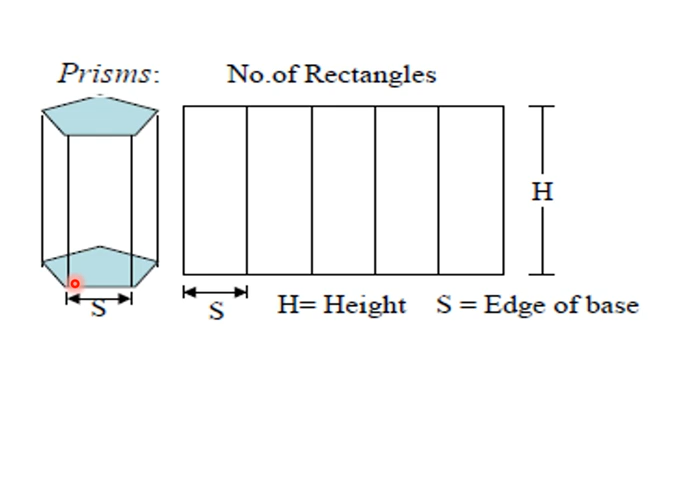 Prisms: No.of Rectangles
H
S S H= Height S = Edge of base